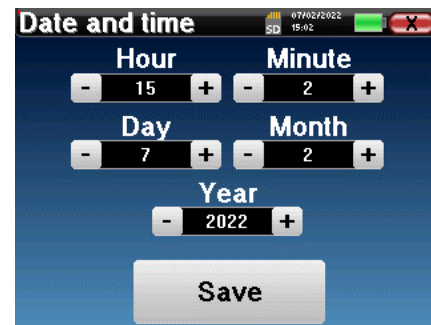 Date and time SD 07/02/2022 15:02 X
Hour Minute
- 15 + - 2 +
Day Month
- 7 + - 2 +
Year
- 2022 +
Save